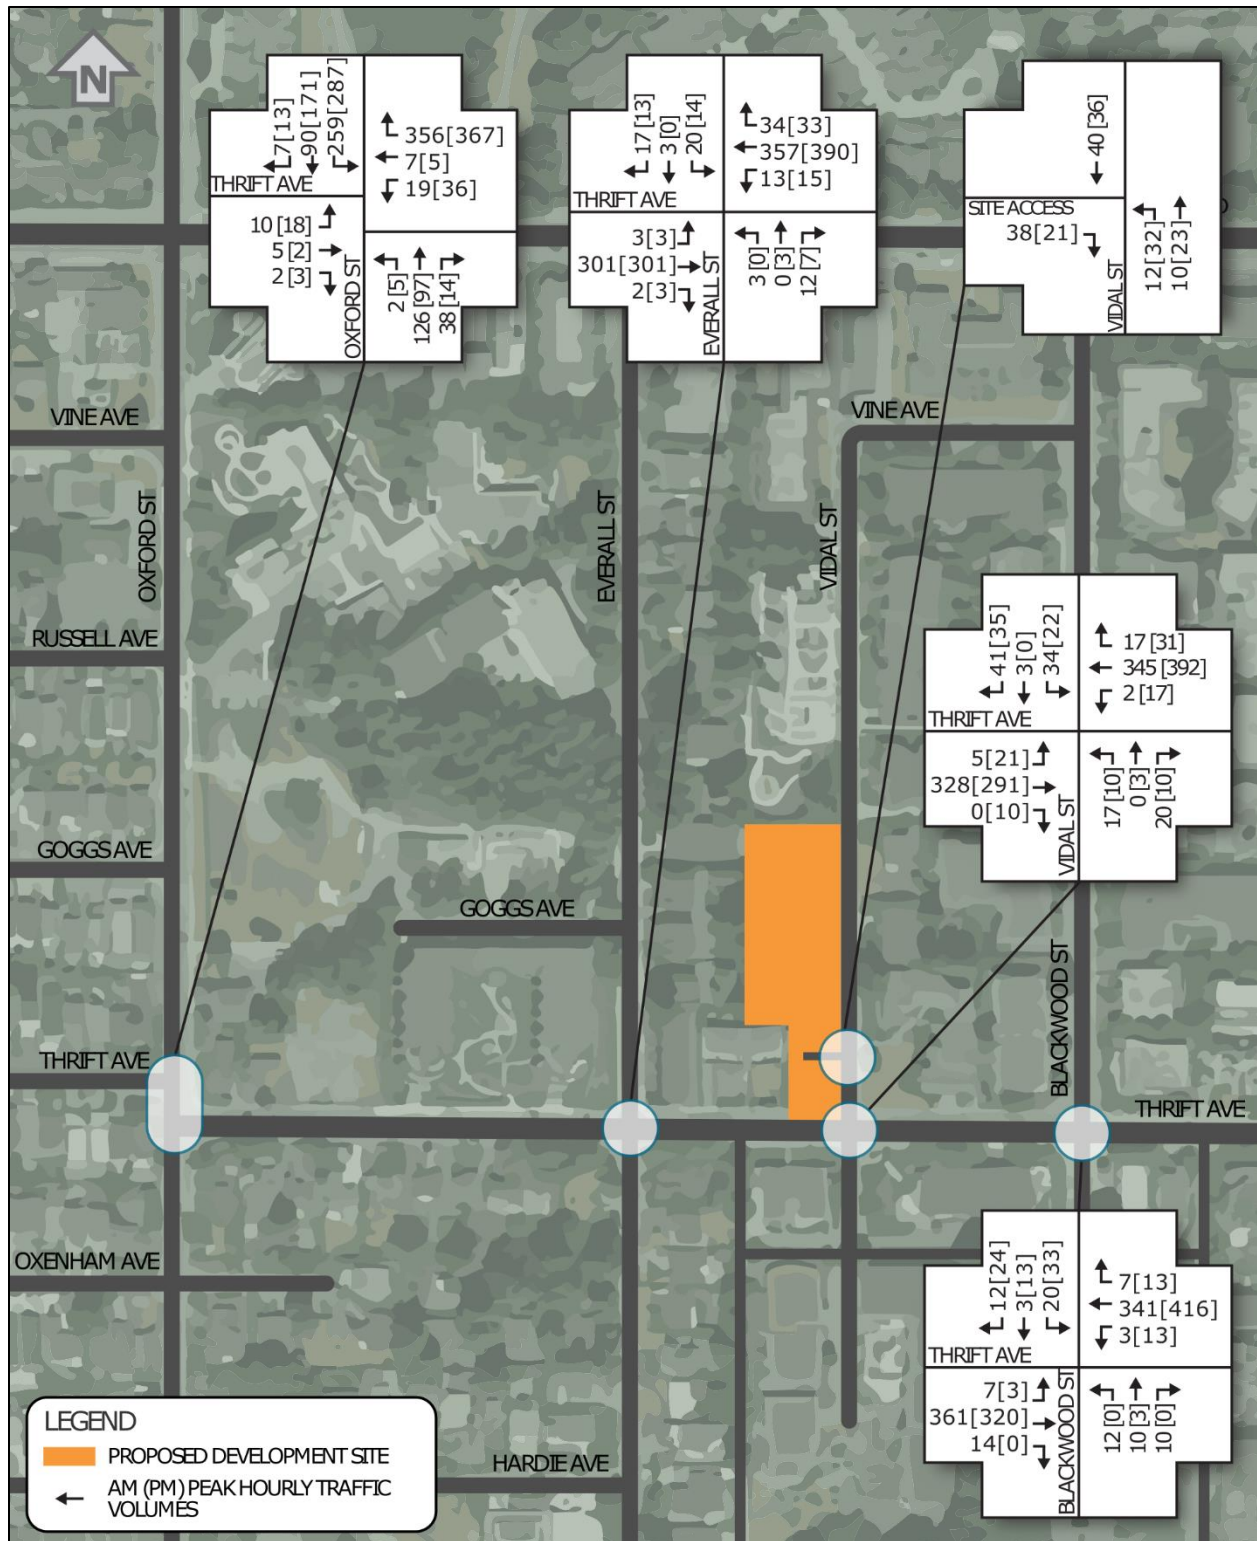 N
7[13]
90[171]
259[287]
356[367]
7[5]
19[36]
THRIFT AVE
10 [18]
5 [2]
2 [3]
OXFORD ST
2 [5]
126 [97]
38 [14]
17 [13]
3 [0]
20 [14]
34[33]
357[390]
13[15]
THRIFT AVE
3[3]
301[301]
2[3]
EVERALL ST
3 [0]
0[3]
12[7]
40 [36]
SITE ACCESS
38[21]
VIDAL ST
12 [32]
10 [23]
VINE AVE
VINE AVE
OXFORD ST
EVERALL ST
VIDAL ST
RUSSELL AVE
41 [35]
3 [0]
34 [22]
17 [31]
345 [392]
2 [17]
THRIFT AVE
5[21]
328[291]
0[10]
VIDAL ST
17 [10]
0 [3]
20 [10]
GOGGS AVE
GOGGS AVE
BLACKWOOD ST
THRIFT AVE
THRIFT AVE
OXENHAM AVE
12[24]
3[13]
20[33]
7[13]
341[416]
3[13]
THRIFT AVE
7[3]
361[320]
14[0]
BLACKWOOD ST
12 [0]
10 [3]
10 [0]
HARDIE AVE
LEGEND
PROPOSED DEVELOPMENT SITE
AM (PM) PEAK HOURLY TRAFFIC
VOLUMES